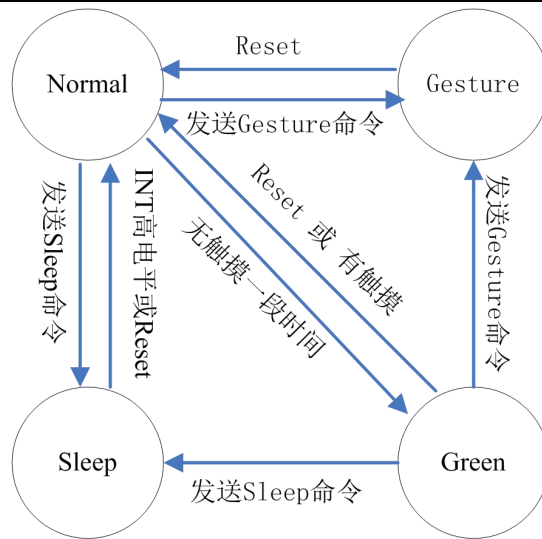 Reset
Normal
Gesture
发送Gesture命令
Reset 或 有触摸
无触摸一段时间
发送Sleep命令
INT高电平或Reset
发送Gesture命令
Sleep
Green
发送Sleep命令